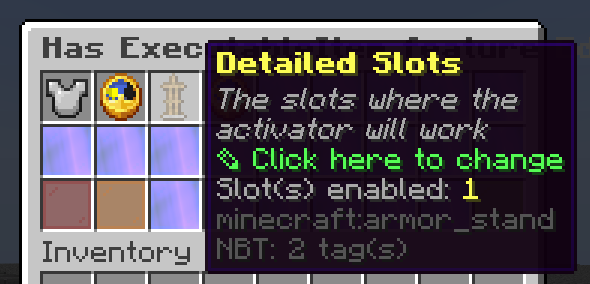 Has Exec
Detailed Slots
The slots where the
activator will work
✎ Click here to change
Slot(s) enabled: 1
minecraft:armor_stand
NBT: 2 tag(s)
Inventory